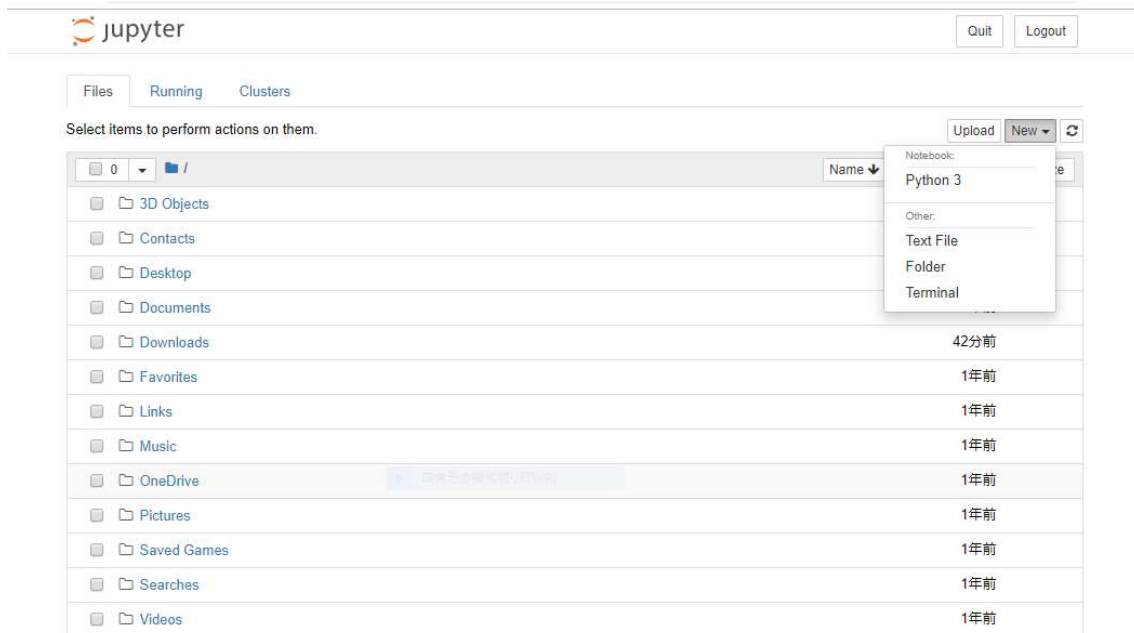 jupyter
Quit
Logout
Files
Running
Clusters
Select items to perform actions on them.
Upload
New
0
/
Name
Notebook:
Python 3
Other:
Text File
Folder
Terminal
3D Objects
Contacts
Desktop
Documents
Downloads
42分前
Favorites
1年前
Links
1年前
Music
1年前
OneDrive
1年前
Pictures
1年前
Saved Games
1年前
Searches
1年前
Videos
1年前